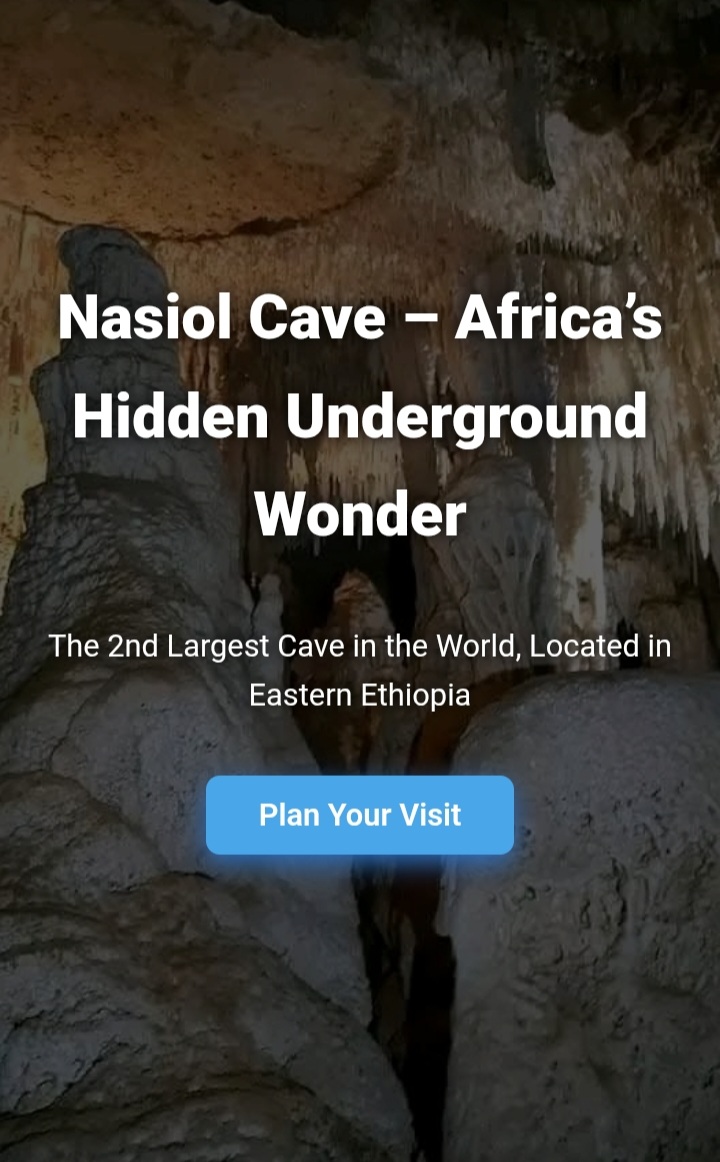 Nasiol Cave – Africa’s
Hidden Underground
Wonder
The 2nd Largest Cave in the World, Located in
Eastern Ethiopia
Plan Your Visit